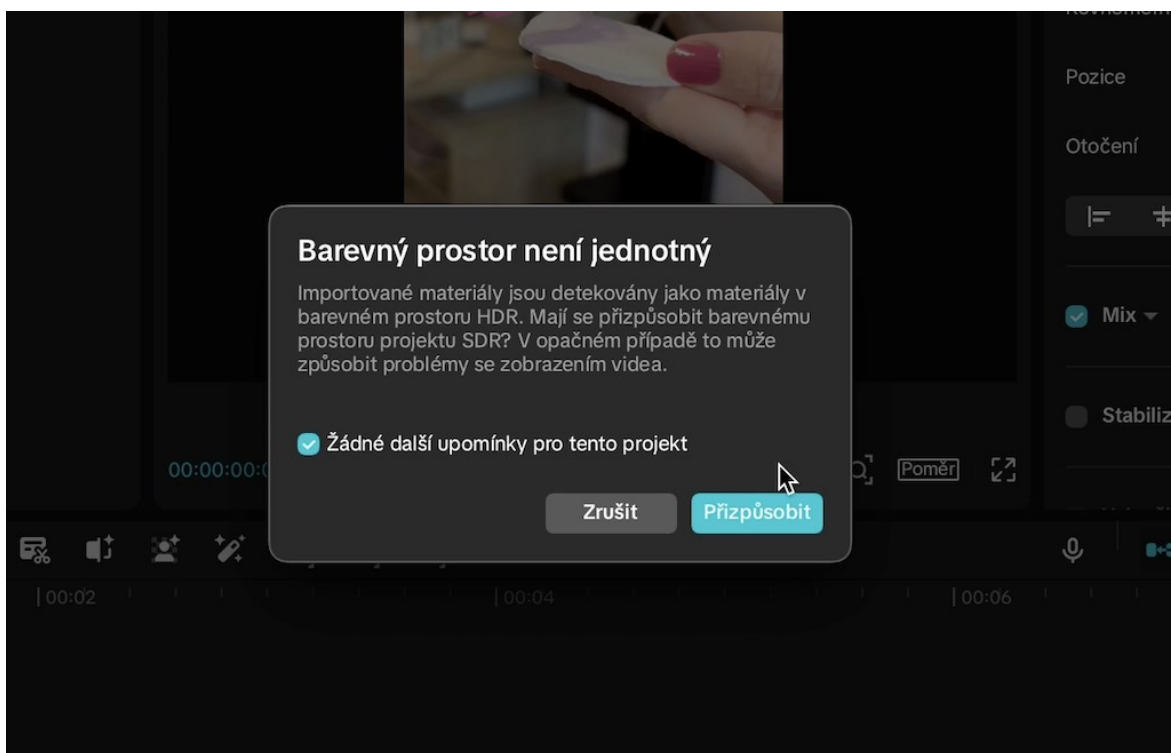 Pozice
Otočení
Barevný prostor není jednotný
Importované materiály jsou detekovány jako materiály v
barevném prostoru HDR. Mají se přizpůsobit barevnému
prostoru projektu SDR? V opačném případě to může
způsobit problémy se zobrazením videa.
Mix
Stabiliz
Žádné další upomínky pro tento projekt
00:00:00:0
Poměr
Zrušit
Přizpůsobit
00:02
00:04
00:06